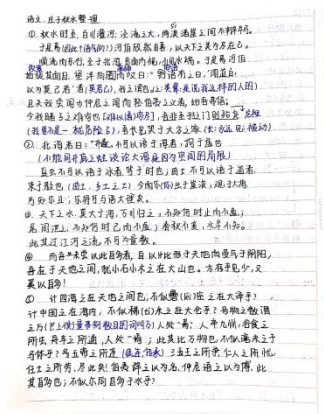 语文 庄子秋水整理
① 秋水时至,百川灌河,泾流之大,两涘渚崖之间不辩牛马。
于是焉河伯欣然自喜,以天下之美为尽在己。
顺流而东行,至于北海,东面而视,不见水端。于是焉河伯
始旋其面目,望洋向若而叹曰:"野语有之曰,'闻道百,
以为莫己若'者,我之谓也。
且夫我尝闻少仲尼之闻而轻伯夷之义者,始吾弗信;
今我睹子之难穷也,吾非至于子之门则殆矣,
吾长见笑于大方之家
② 北海若曰:"井蛙不可以语于海者,拘于虚也
夏虫不可以语于冰者,笃于时也;曲士不可以语于道者,
束于教也 今尔出于崖涘,观于大海,
乃知尔丑,尔将可与语大理矣。
③ 天下之水,莫大于海,万川归之,不知何时止而不盈;
尾闾泄之,不知何时已而不虚;春秋不变,水旱不知。
此其过江河之流,不可为量数。
④ 而吾未尝以此自多者,自以比形于天地而受气于阴阳,
吾在于天地之间,犹小石小木之在大山也。方存乎见少,又
奚以自多!
⑤ 计四海之在天地之间也,不似礨空之在大泽乎?
计中国之在海内,不似稊米之在大仓乎?号物之数谓
之万 人处一焉;人卒九州,谷食之
所生,舟车之所通,人处一焉;此其比万物也,不似毫末之于
马体乎?五帝之所连 三王之所争,仁人之所忧,
任士之所劳,尽此矣!伯夷辞之以为名,仲尼语之以为博,此
其自多也;不似尔向之自多于水乎?